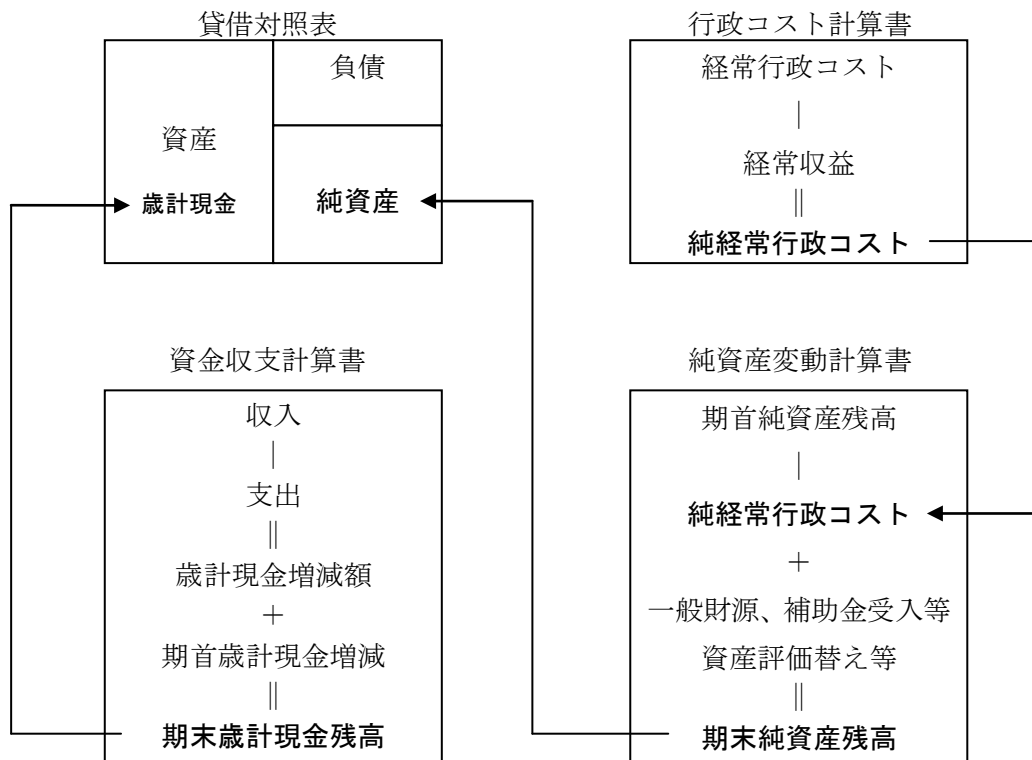 貸借対照表
負債
資産
歳計現金
純資産
行政コスト計算書
経常行政コスト
｜
経常収益
‖
純経常行政コスト
資金収支計算書
収入
｜
支出
‖
歳計現金増減額
＋
期首歳計現金増減
‖
期末歳計現金残高
純資産変動計算書
期首純資産残高
｜
純経常行政コスト
＋
一般財源、補助金受入等
資産評価替え等
‖
期末純資産残高